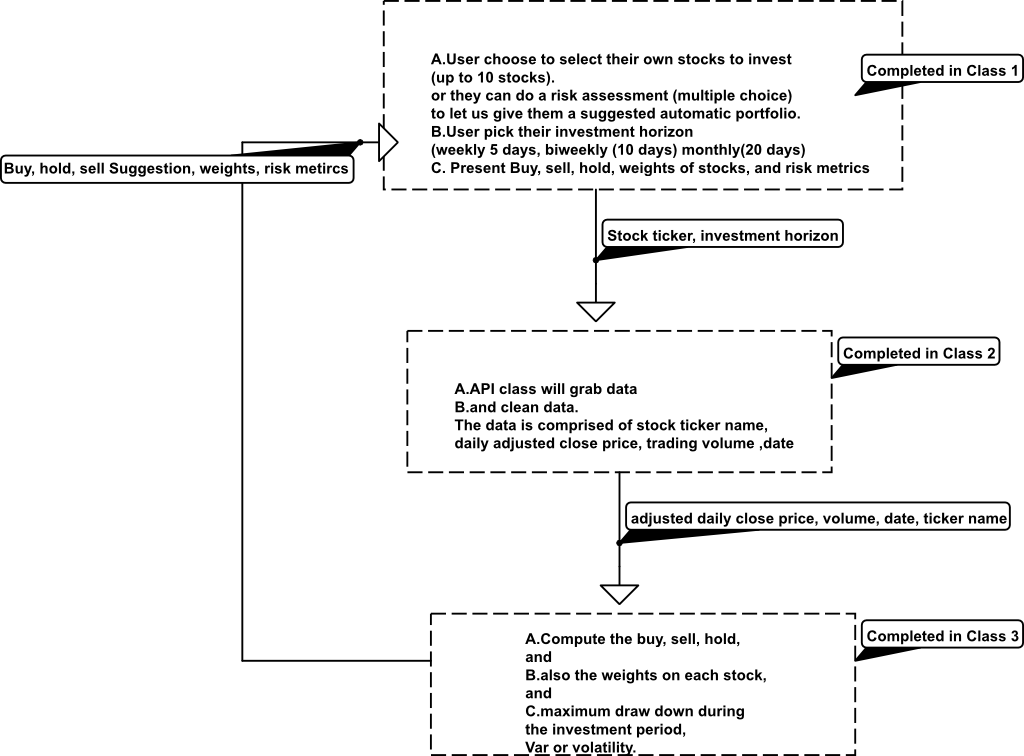 A.User choose to select their own stocks to invest
(up to 10 stocks).
or they can do a risk assessment (multiple choice)
to let us give them a suggested automatic portfolio.
B.User pick their investment horizon
(weekly 5 days, biweekly (10 days) monthly(20 days)
C. Present Buy, sell, hold, weights of stocks, and risk metrics
Completed in Class 1
Buy, hold, sell Suggestion, weights, risk metircs
Stock ticker, investment horizon
Completed in Class 2
A.API class will grab data
B.and clean data.
The data is comprised of stock ticker name,
daily adjusted close price, trading volume ,date
adjusted daily close price, volume, date, ticker name
Completed in Class 3
A.Compute the buy, sell, hold,
and
B.also the weights on each stock,
and
C.maximum draw down during
the investment period,
Var or volatility.